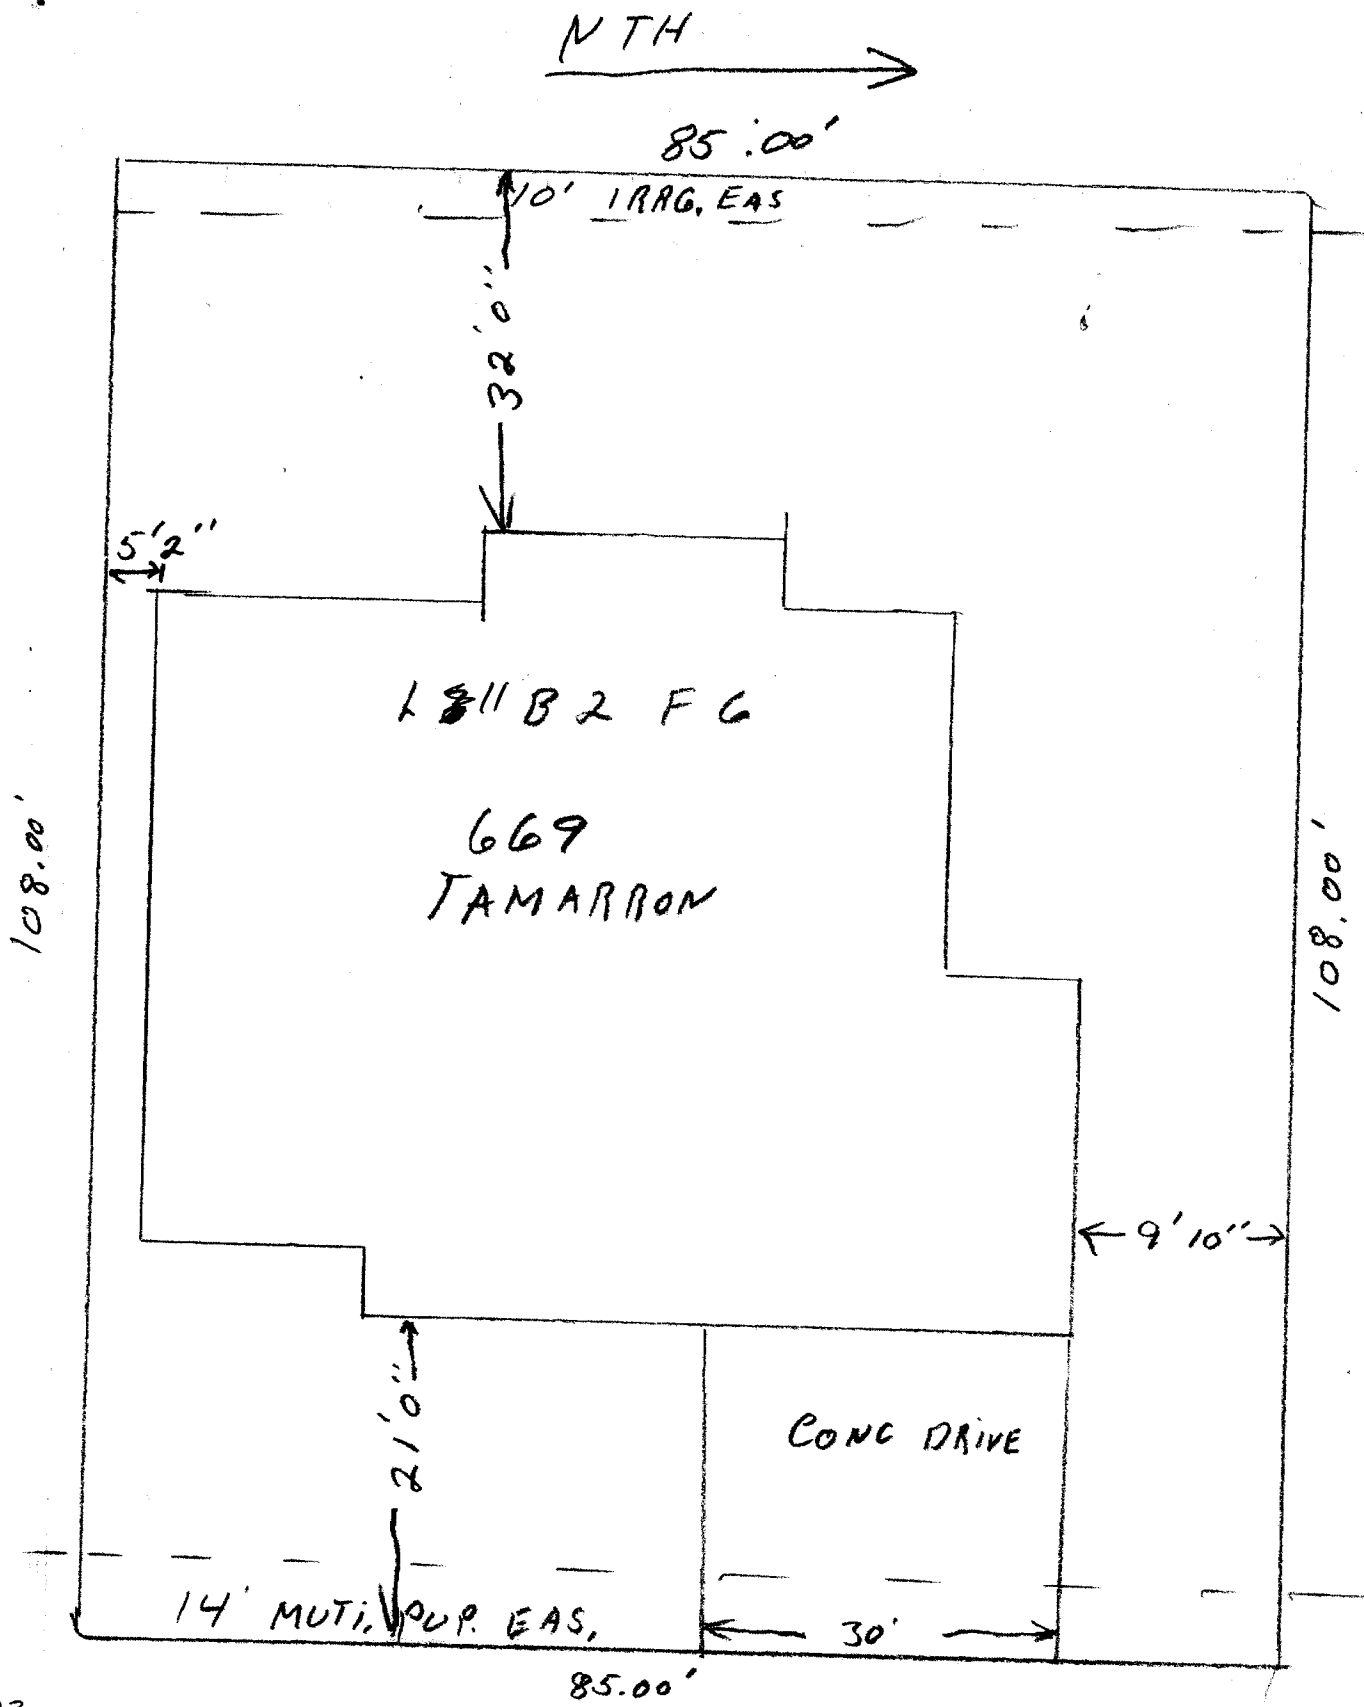 NTH
85.00'
10' IRRG. EAS
32'0"
5'2"
L 11 B 2 F 6
669
TAMARRON
108.00'
108.00'
9'10"
21'0"
CONC DRIVE
14' MUTI. PUP. EAS,
30'
85.00'